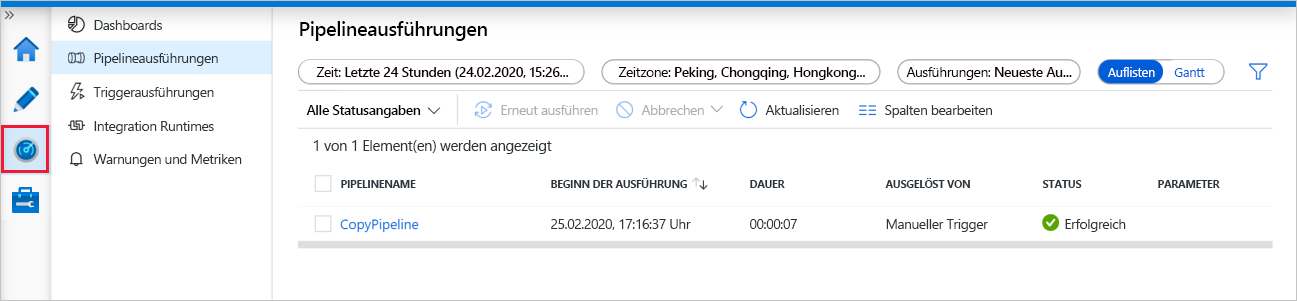 »
Dashboards
Pipelineausführungen
Triggerausführungen
Integration Runtimes
Warnungen und Metriken
Pipelineausführungen
Zeit: Letzte 24 Stunden (24.02.2020, 15:26... Zeitzone: Peking, Chongqing, Hongkong... Ausführungen: Neueste Au... Auflisten Gantt
Alle Statusangaben Erneut ausführen Abbrechen Aktualisieren Spalten bearbeiten
1 von 1 Element(en) werden angezeigt
PIPELINENAME BEGINN DER AUSFÜHRUNG DAUER AUSGELÖST VON STATUS PARAMETER
CopyPipeline 25.02.2020, 17:16:37 Uhr 00:00:07 Manueller Trigger Erfolgreich